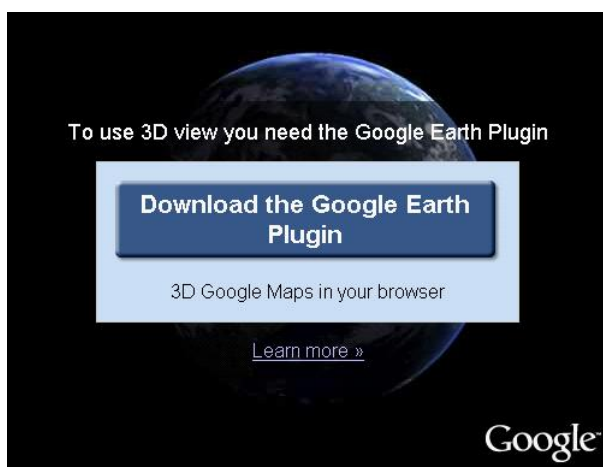 To use 3D view you need the Google Earth Plugin
Download the Google Earth
Plugin
3D Google Maps in your browser
Learn more »
Google™